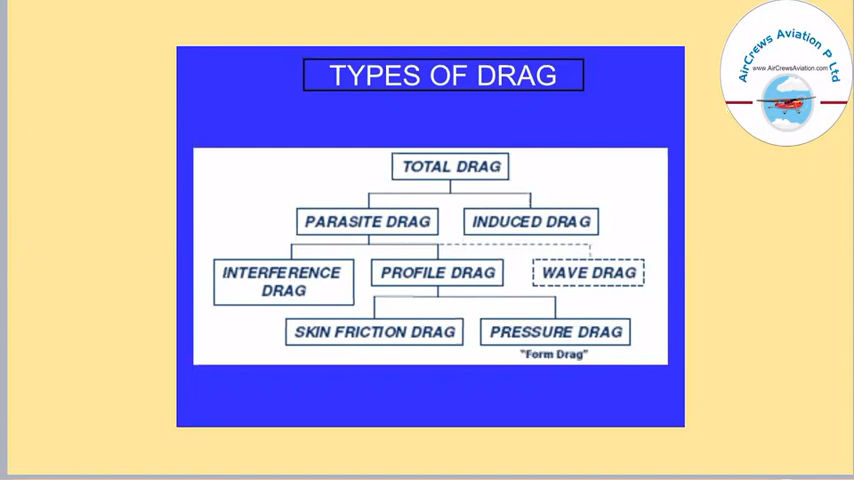 AirCrews Aviation P Ltd
www.AirCrewsAviation.com
TYPES OF DRAG
TOTAL DRAG
PARASITE DRAG
INDUCED DRAG
INTERFERENCE
DRAG
PROFILE DRAG
WAVE DRAG
SKIN FRICTION DRAG
PRESSURE DRAG
"Form Drag"